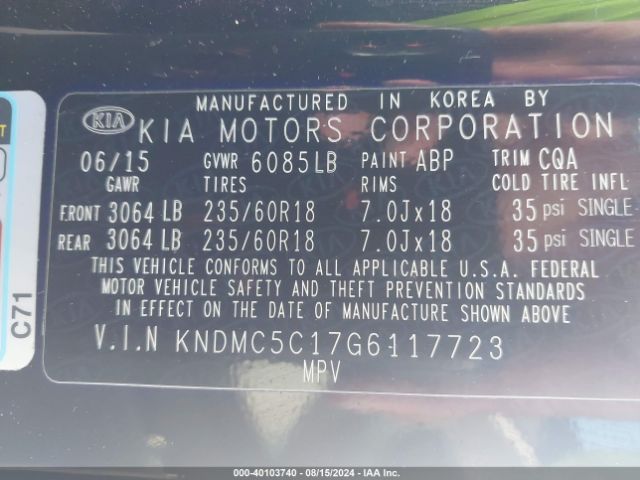 MANUFACTURED IN KOREA BY
KIA KIA MOTORS CORPORATION
06/15 GVWR 6085LB PAINT ABP TRIM CQA
GAWR TIRES RIMS COLD TIRE INFL
FRONT 3064 LB 235/60R18 7.0Jx18 35 psi SINGLE
REAR 3064 LB 235/60R18 7.0Jx18 35 psi SINGLE
THIS VEHICLE CONFORMS TO ALL APPLICABLE U.S.A. FEDERAL
MOTOR VEHICLE SAFETY AND THEFT PREVENTION STANDARDS
IN EFFECT ON THE DATE OF MANUFACTURE SHOWN ABOVE
V.I.N KNDMC5C17G6117723
MPV
C71
000-40103740 - 08/15/2024 - IAA Inc.